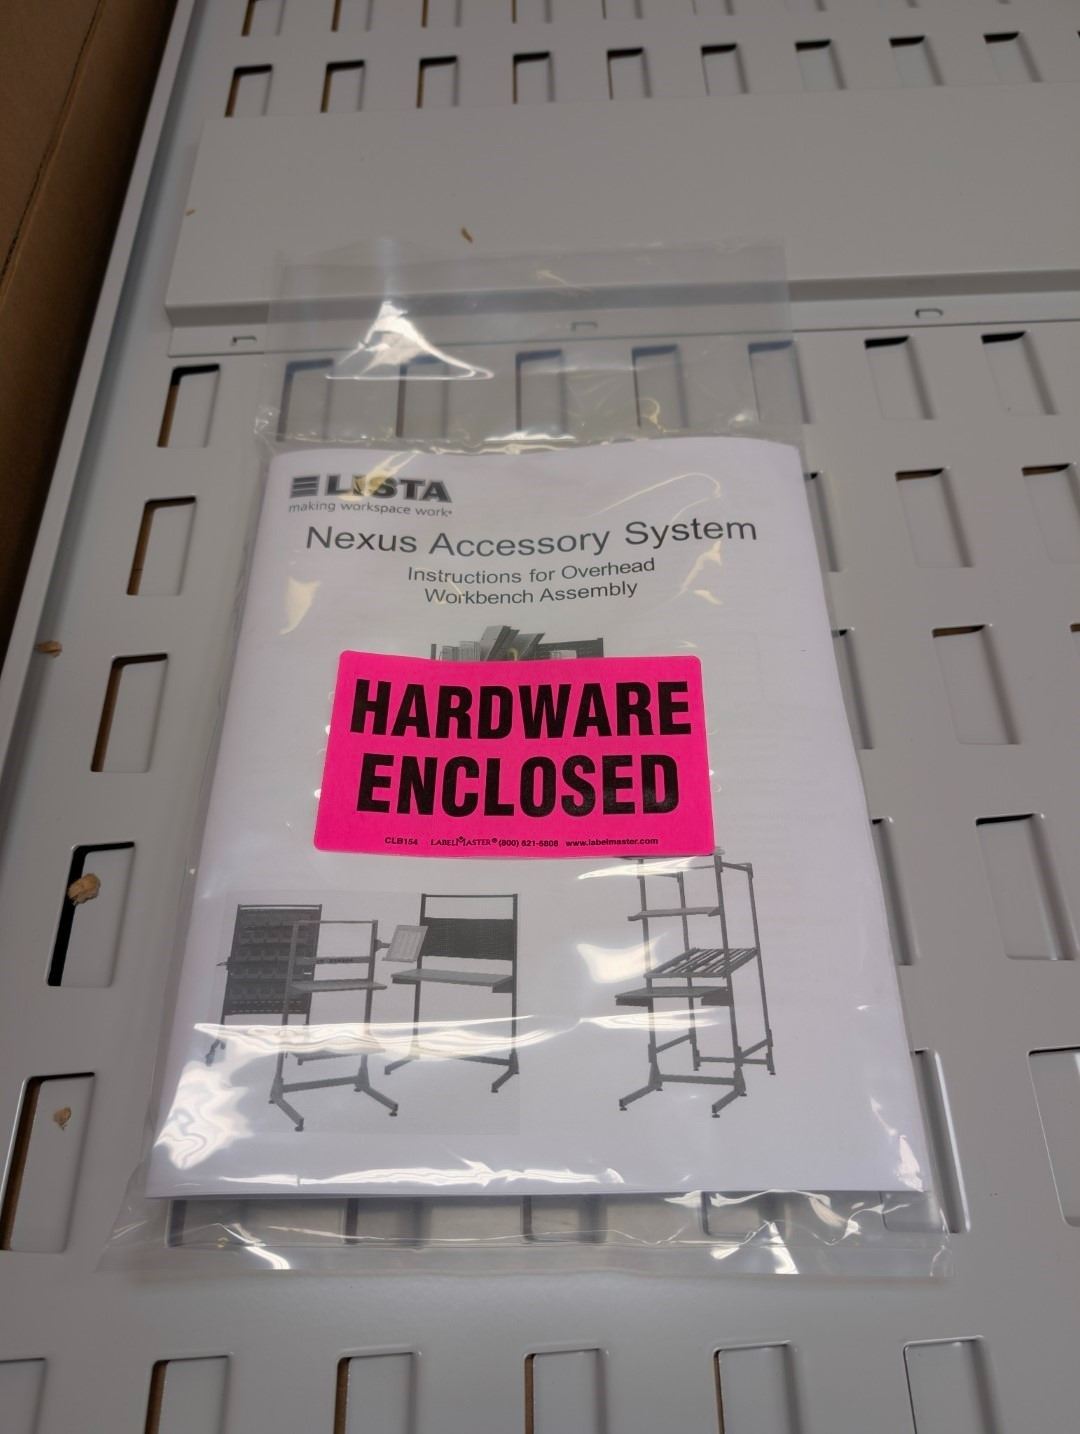 LISTA
making workspace work®
Nexus Accessory System
Instructions for Overhead
Workbench Assembly
HARDWARE
ENCLOSED
CLB154 LABELMASTER® (800) 621-5808 www.labelmaster.com